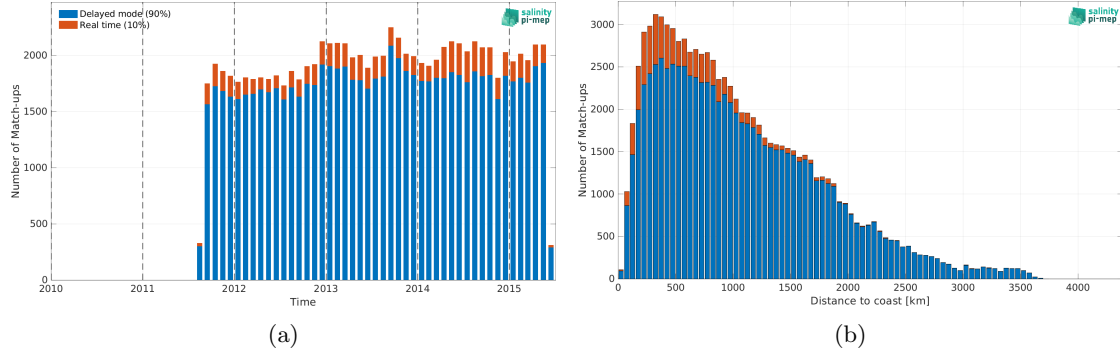 Delayed mode (90%)
Real time (10%)
salinity
pi-mep
Number of Match-ups
2000
1500
1000
500
0
2010
2011
2012
2013
2014
2015
Time
(a)
salinity
pi-mep
Number of Match-ups
3000
2500
2000
1500
1000
500
0
0
500
1000
1500
2000
2500
3000
3500
4000
Distance to coast [km]
(b)